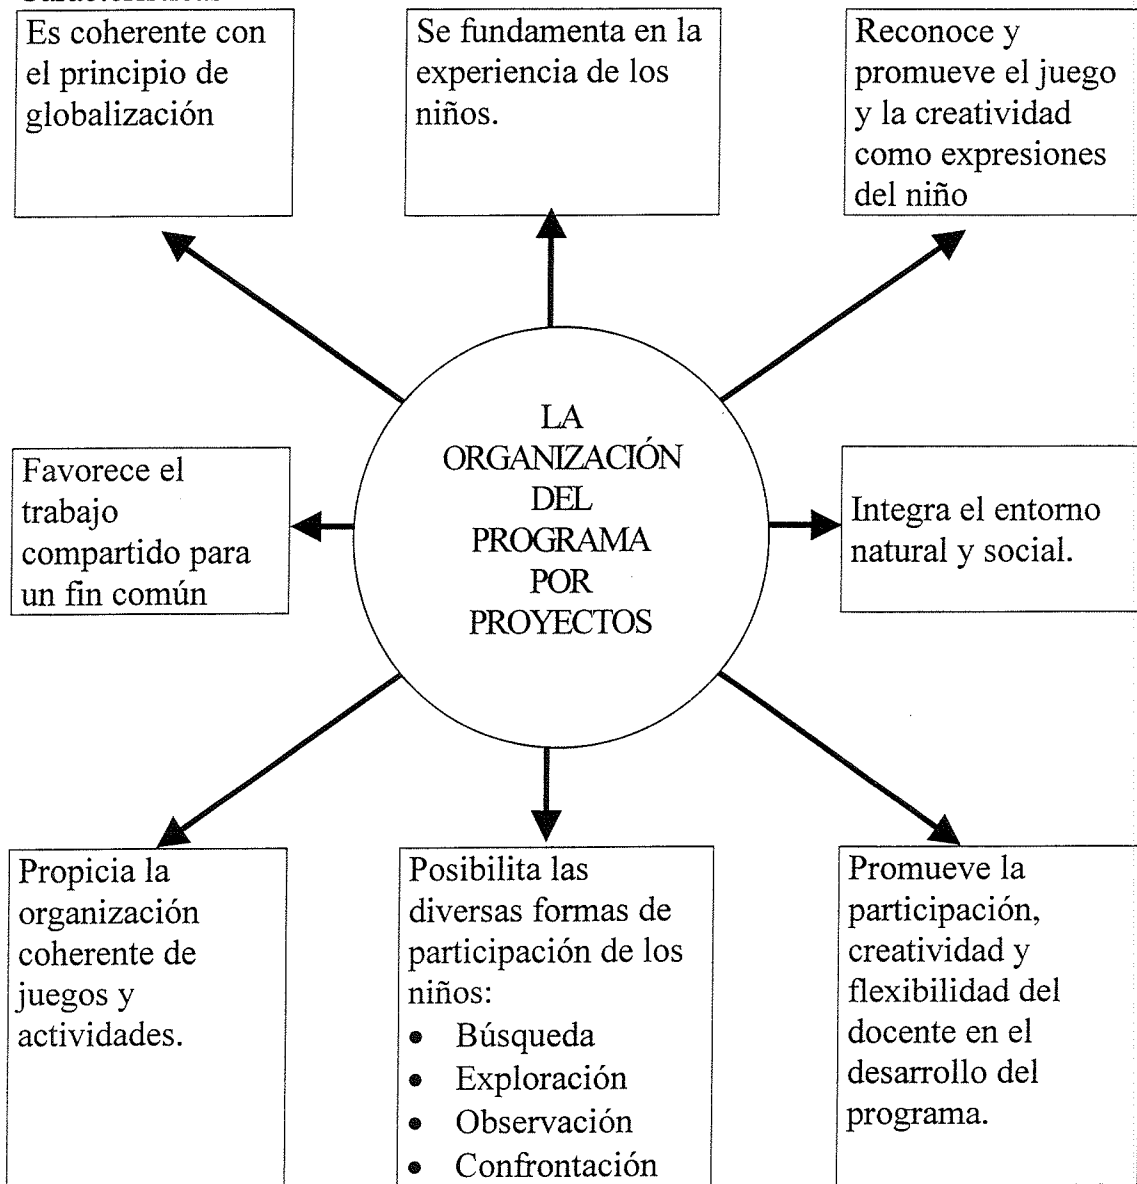 Es coherente con
el principio de
globalización
Se fundamenta en la
experiencia de los
niños.
Reconoce y
promueve el juego
y la creatividad
como expresiones
del niño
Favorece el
trabajo
compartido para
un fin común
LA
ORGANIZACIÓN
DEL
PROGRAMA
POR
PROYECTOS
Integra el entorno
natural y social.
Propicia la
organización
coherente de
juegos y
actividades.
Posibilita las
diversas formas de
participación de los
niños:
• Búsqueda
• Exploración
• Observación
• Confrontación
Promueve la
participación,
creatividad y
flexibilidad del
docente en el
desarrollo del
programa.